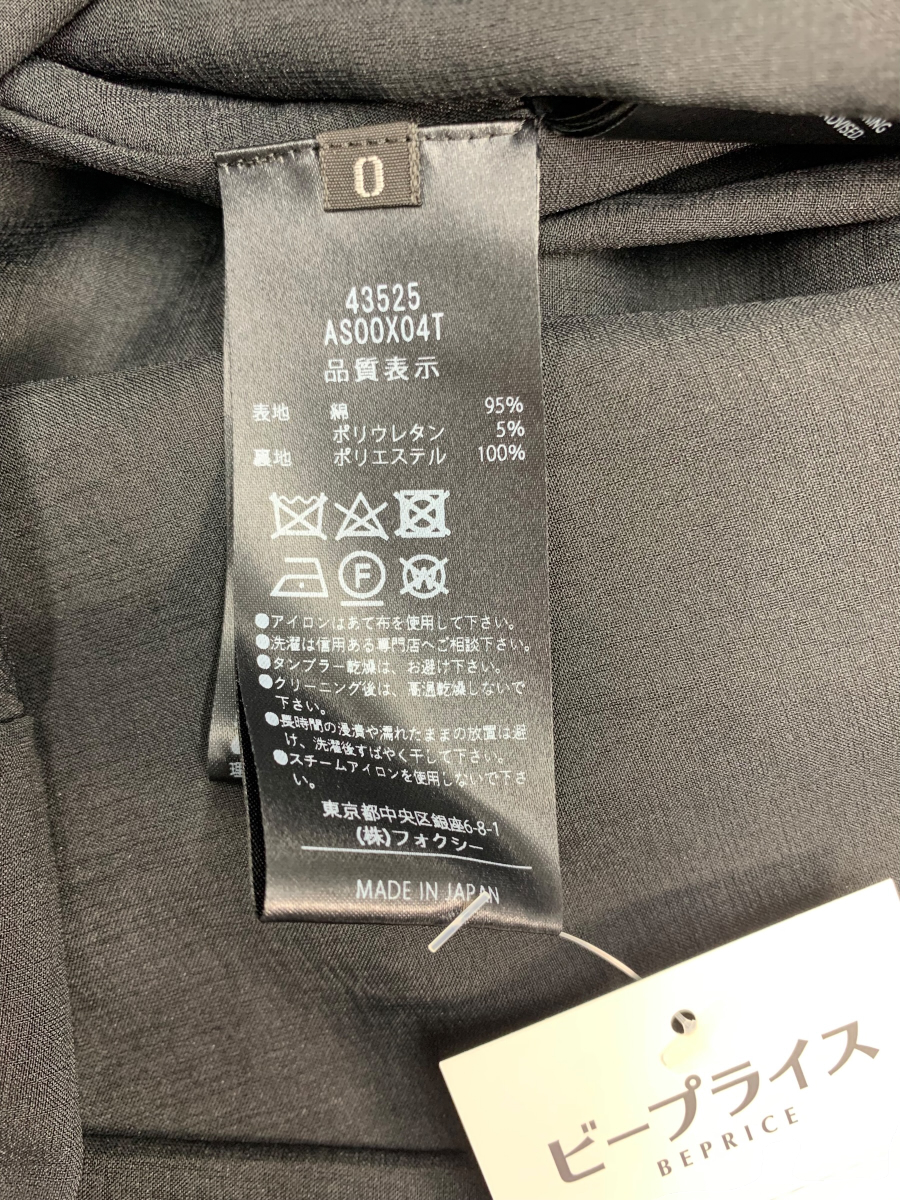 NING
ROVISED
0
43525
AS00X04T
品質表示
表地 綿 95%
ポリウレタン 5%
裏地 ポリエステル 100%
F
W
●アイロンはあて布を使用して下さい。
●洗濯は信用ある専門店へご相談下さい。
●タンブラー乾燥は、お避け下さい。
●クリーニング後は、高温乾燥しないで
下さい。
●長時間の浸漬や濡れたままの放置は避
け、洗濯後すばやく干して下さい。
●スチームアイロンを使用しないで下さ
い。
東京都中央区銀座6-8-1
(株)フォクシー
MADE IN JAPAN
ビープライス
BEPRICE